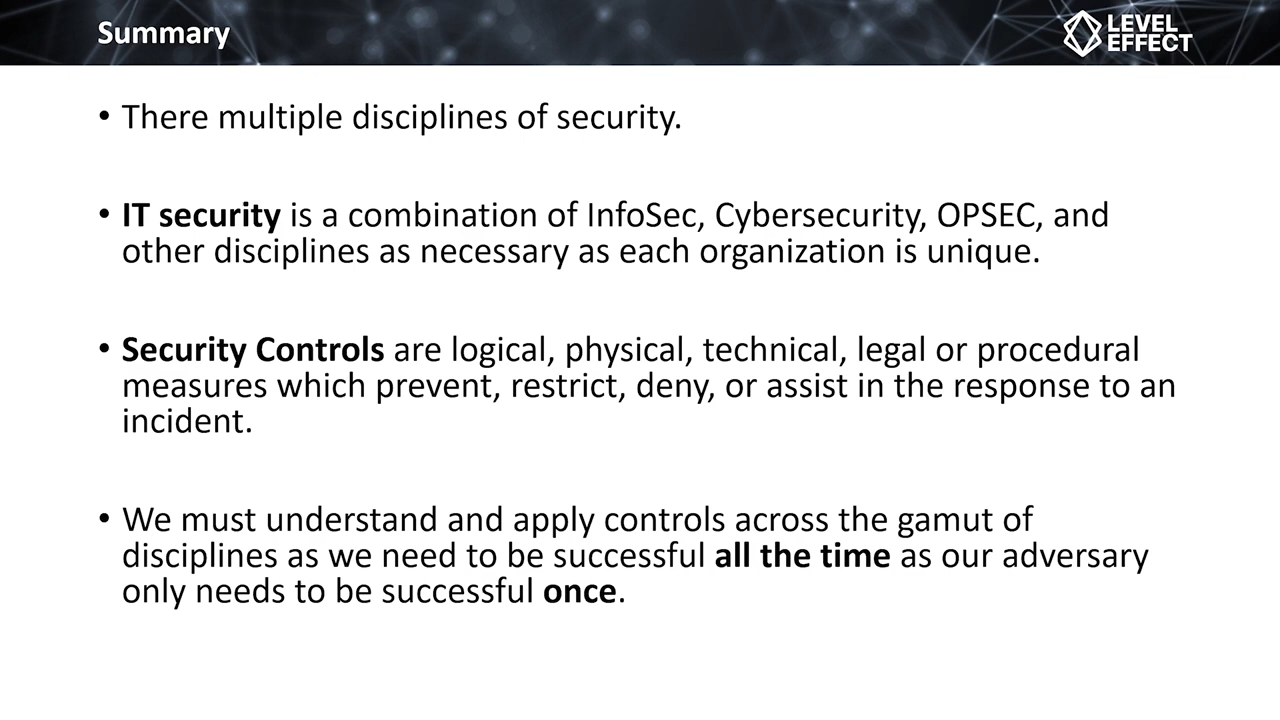 Summary
LEVEL
EFFECT
• There multiple disciplines of security.
• IT security is a combination of InfoSec, Cybersecurity, OPSEC, and
other disciplines as necessary as each organization is unique.
• Security Controls are logical, physical, technical, legal or procedural
measures which prevent, restrict, deny, or assist in the response to an
incident.
• We must understand and apply controls across the gamut of
disciplines as we need to be successful all the time as our adversary
only needs to be successful once.